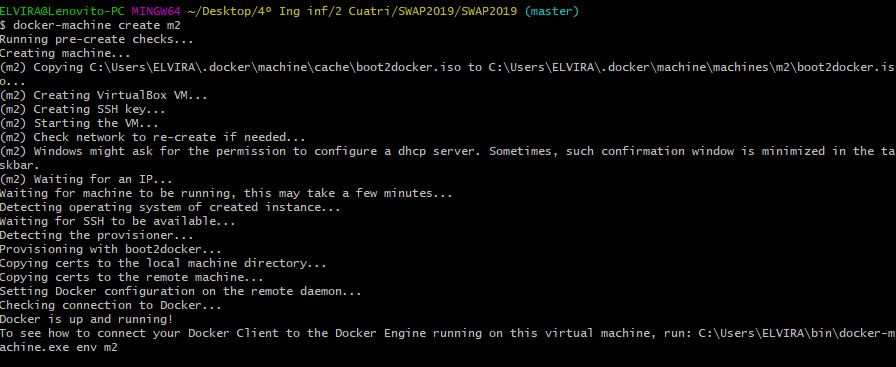 ELVIRA@Lenovito-PC MINGW64 ~/Desktop/4º Ing inf/2 Cuatri/SWAP2019/SWAP2019 (master)
$ docker-machine create m2
Running pre-create checks...
Creating machine...
(m2) Copying C:\Users\ELVIRA\.docker\machine\cache\boot2docker.iso to C:\Users\ELVIRA\.docker\machine\machines\m2\boot2docker.is
o...
(m2) Creating VirtualBox VM...
(m2) Creating SSH key...
(m2) Starting the VM...
(m2) Check network to re-create if needed...
(m2) Windows might ask for the permission to configure a dhcp server. Sometimes, such confirmation window is minimized in the ta
skbar.
(m2) Waiting for an IP...
Waiting for machine to be running, this may take a few minutes...
Detecting operating system of created instance...
Waiting for SSH to be available...
Detecting the provisioner...
Provisioning with boot2docker...
Copying certs to the local machine directory...
Copying certs to the remote machine...
Setting Docker configuration on the remote daemon...
Checking connection to Docker...
Docker is up and running!
To see how to connect your Docker Client to the Docker Engine running on this virtual machine, run: C:\Users\ELVIRA\bin\docker-m
achine.exe env m2